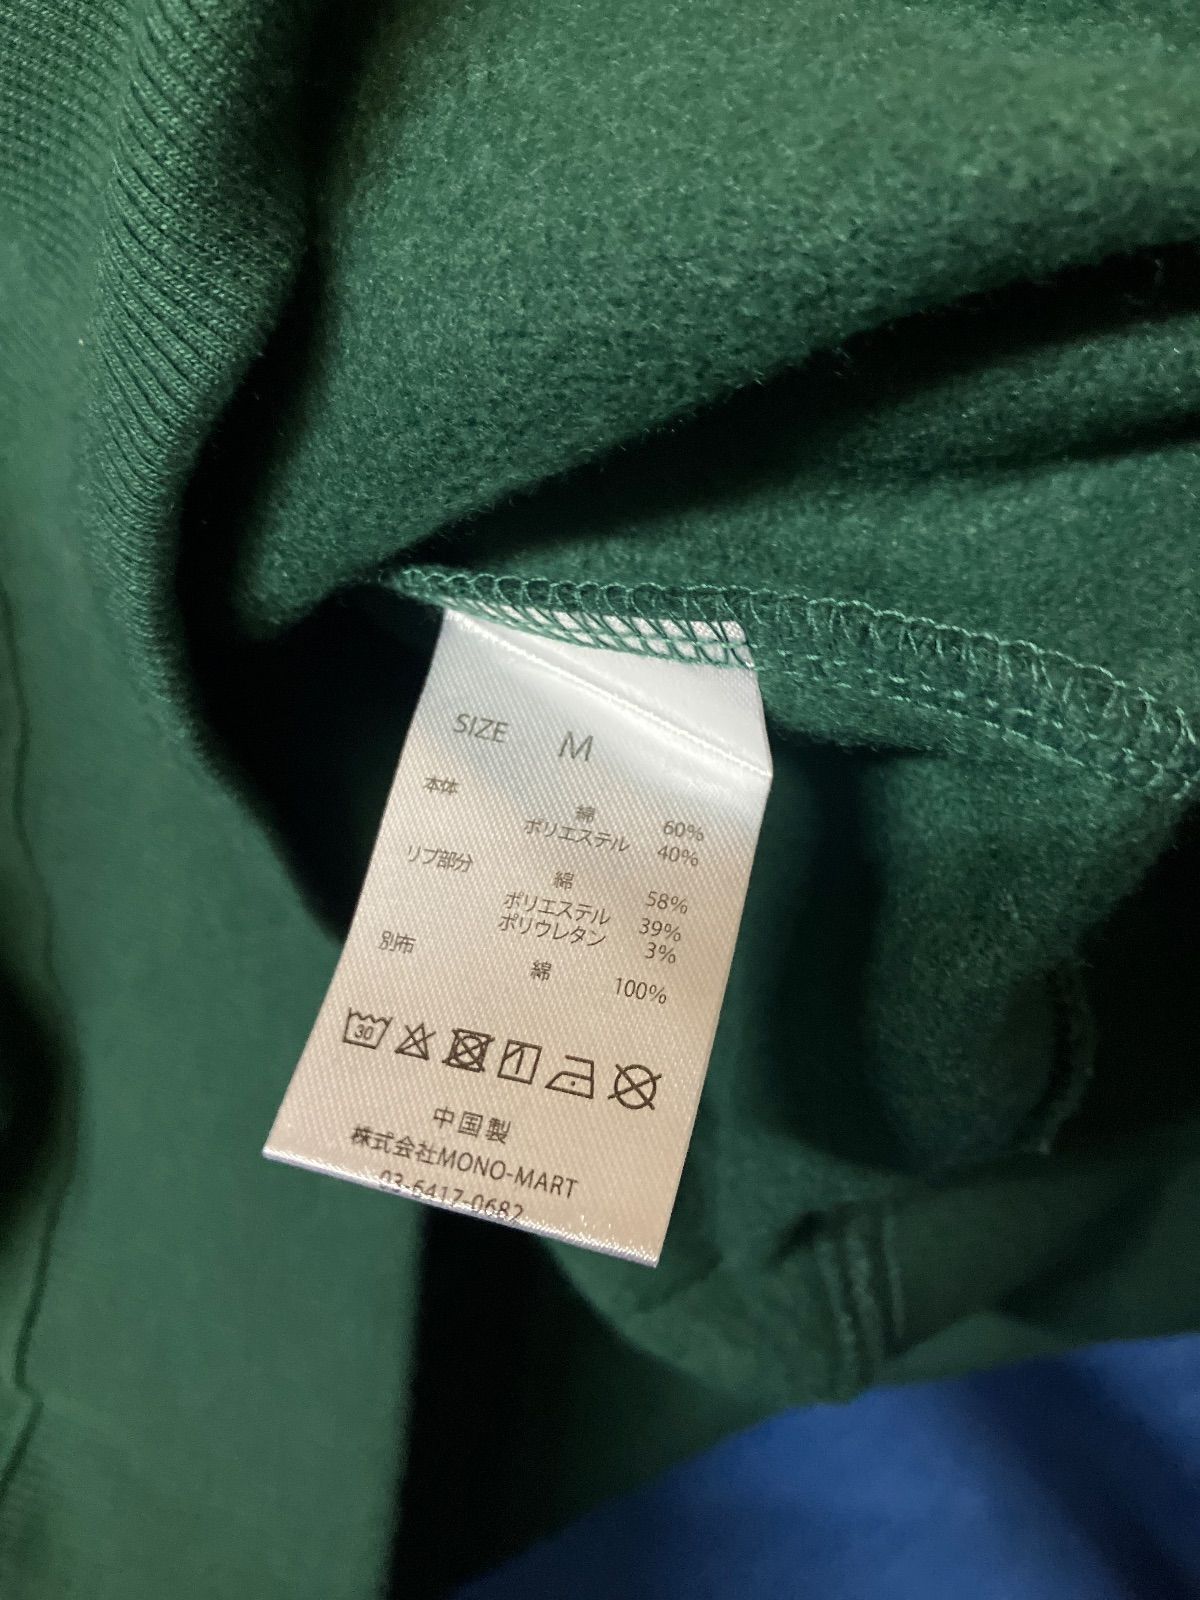 SIZE M
本体
綿 60%
ポリエステル 40%
リブ部分
綿 58%
ポリエステル 39%
ポリウレタン 3%
別布
綿 100%
30
中国製
株式会社MONO-MART
03-6417-0682